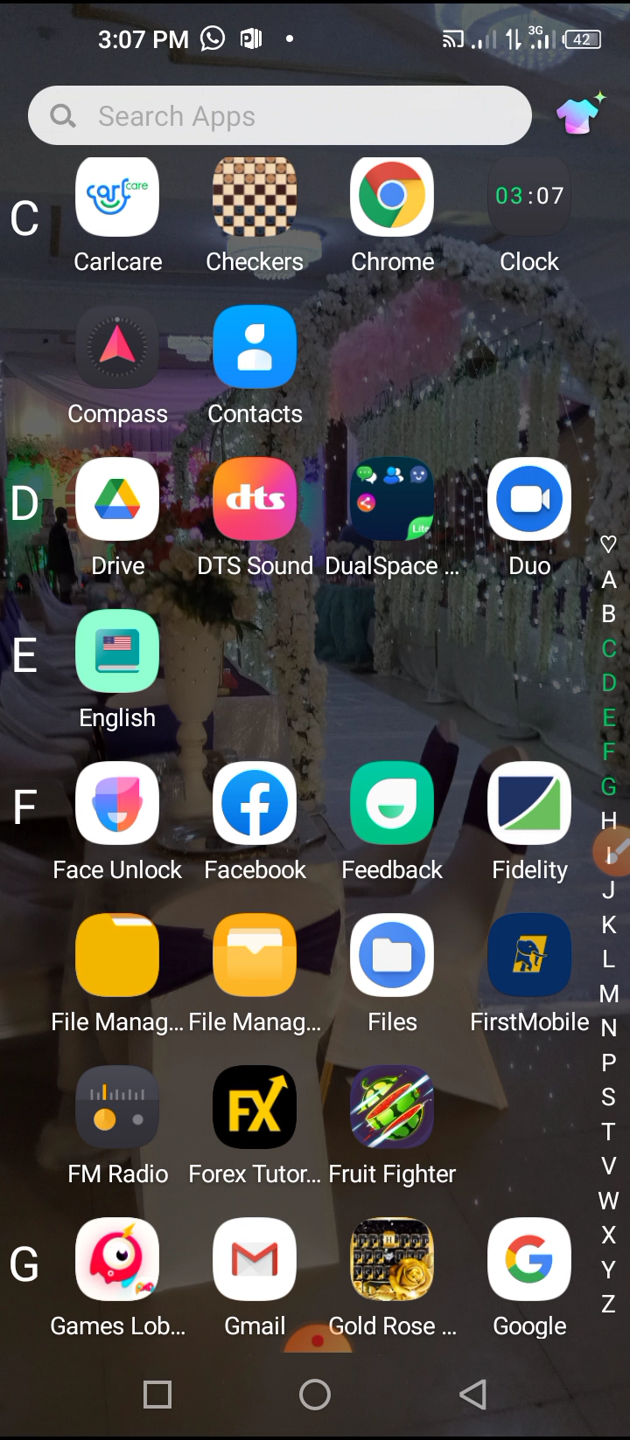 3:07 PM 3G 42
Search Apps
C
care
03:07
Carlcare Checkers Chrome Clock
Compass Contacts
D
dts
Lite
Drive DTS Sound DualSpace ... Duo
♡
A
B
C
D
E
F
G
H
I
J
K
L
M
N
P
S
T
V
W
X
Y
Z
E
English
F
Face Unlock Facebook Feedback Fidelity
File Manag... File Manag... Files FirstMobile
FX
FM Radio Forex Tutor... Fruit Fighter
G
Games Lob... Gmail Gold Rose ... Google